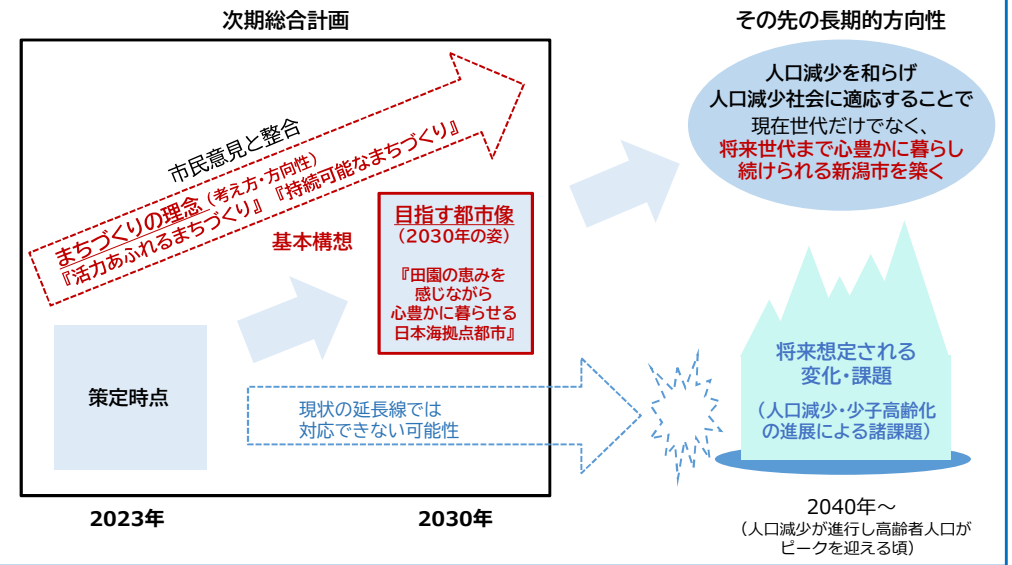 次期総合計画
市民意見と整合
まちづくりの理念（考え方・方向性）
『活力あふれるまちづくり』『持続可能なまちづくり』
基本構想
目指す都市像
（2030年の姿）
『田園の恵みを
感じながら
心豊かに暮らせる
日本海拠点都市』
策定時点
現状の延長線では
対応できない可能性
2023年
2030年
その先の長期的方向性
人口減少を和らげ
人口減少社会に適応することで
現在世代だけでなく、
将来世代まで心豊かに暮らし
続けられる新潟市を築く
将来想定される
変化・課題
（人口減少・少子高齢化
の進展による諸課題）
2040年～
（人口減少が進行し高齢者人口が
ピークを迎える頃）